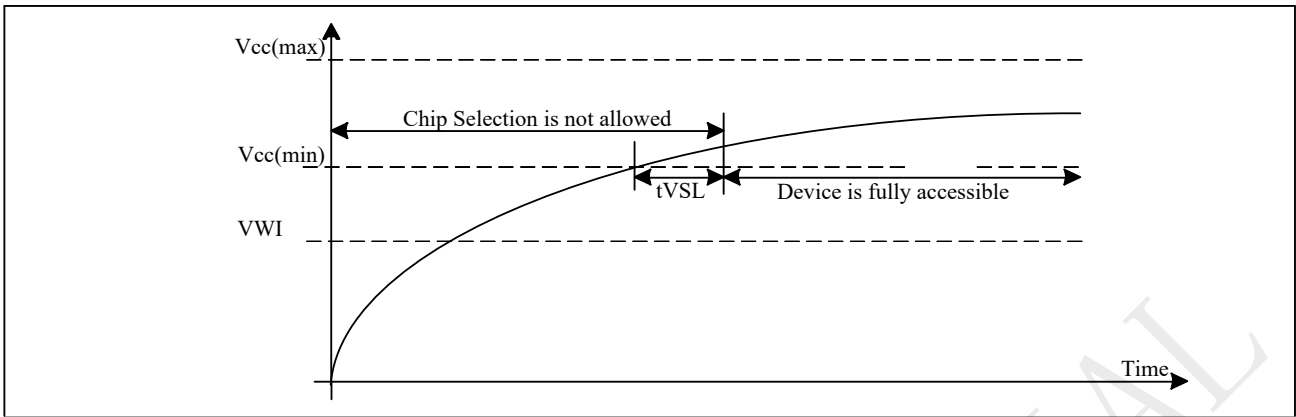 Vcc(max)
Chip Selection is not allowed
Vcc(min)
tVSL
Device is fully accessible
VWI
Time